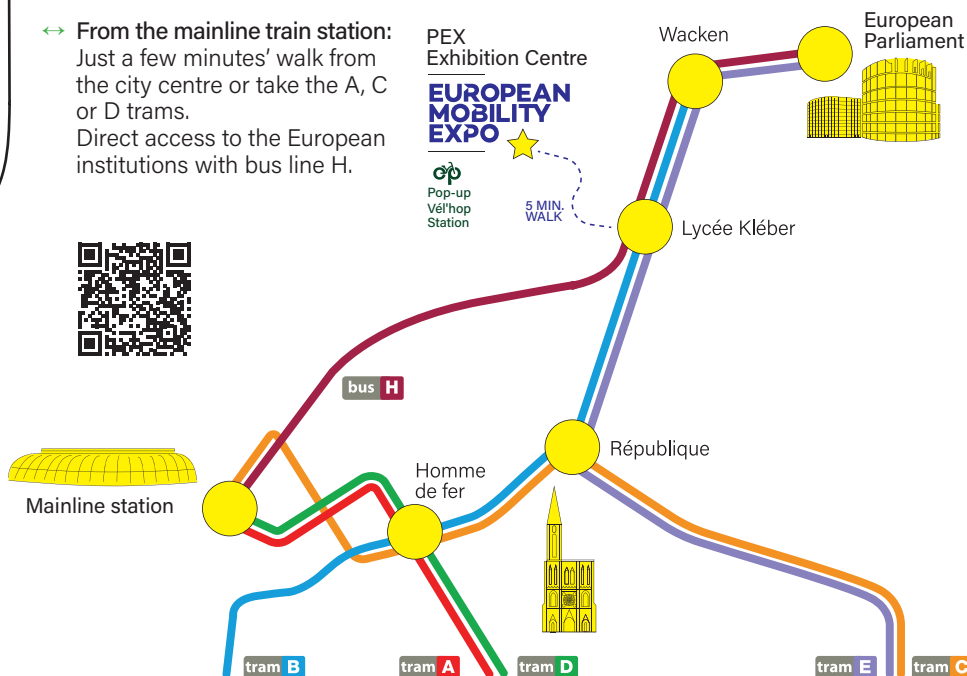 ↔ From the mainline train station:
Just a few minutes’ walk from
the city centre or take the A, C
or D trams.
Direct access to the European
institutions with bus line H.
PEX
Exhibition Centre
EUROPEAN
MOBILITY
EXPO
Pop-up
Vél'hop
Station
5 MIN.
WALK
Wacken
European
Parliament
Lycée Kléber
bus H
République
Homme
de fer
Mainline station
tram B
tram A
tram D
tram E
tram C